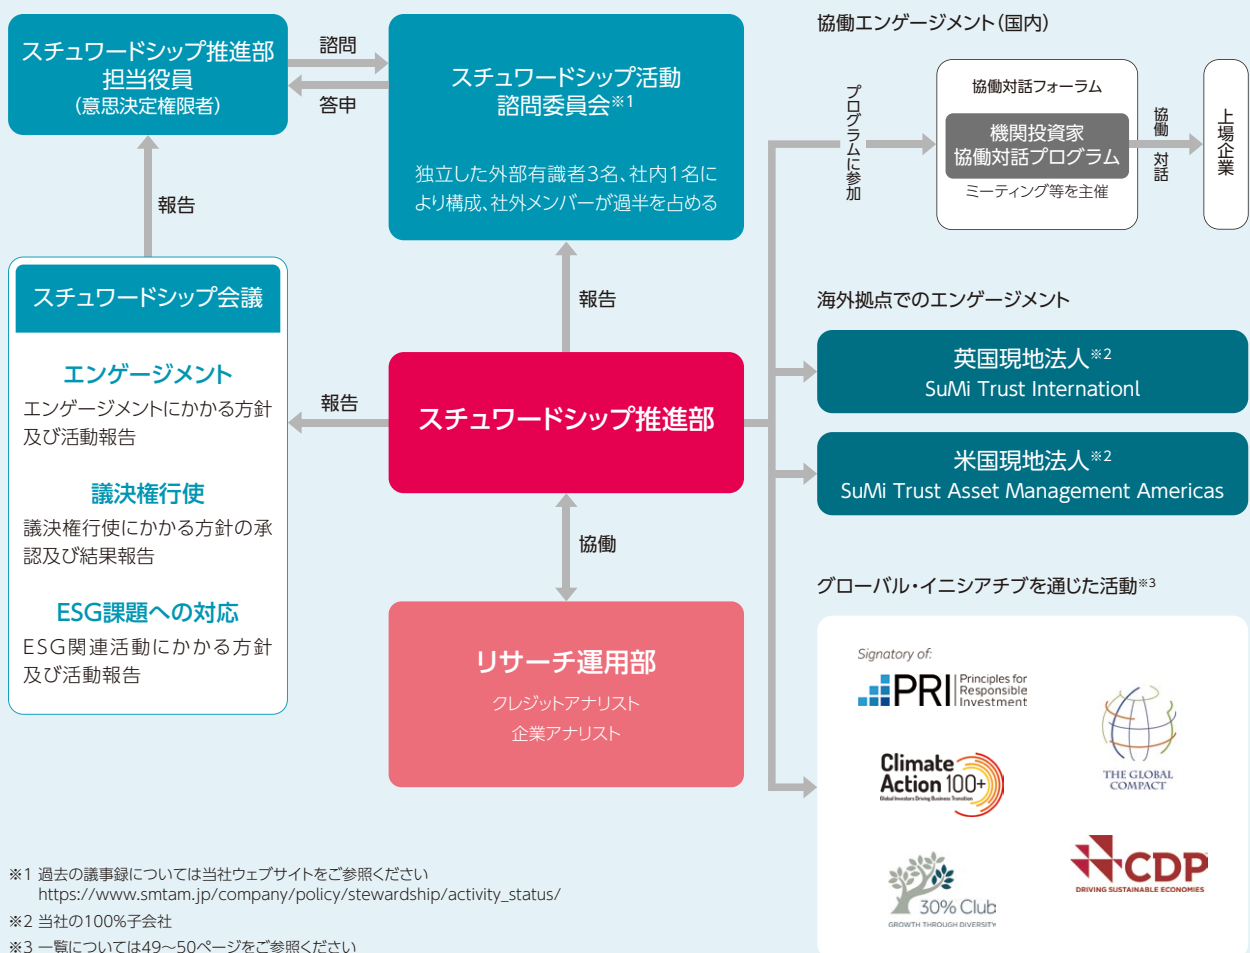 スチュワードシップ推進部
担当役員
(意思決定権限者)
諮問
答申
スチュワードシップ活動
諮問委員会※1
独立した外部有識者3名、社内1名に
より構成、社外メンバーが過半を占める
報告
報告
スチュワードシップ会議
エンゲージメント
エンゲージメントにかかる方針
及び活動報告
議決権行使
議決権行使にかかる方針の承
認及び結果報告
ESG課題への対応
ESG関連活動にかかる方針
及び活動報告
報告
スチュワードシップ推進部
協働
リサーチ運用部
クレジットアナリスト
企業アナリスト
協働エンゲージメント(国内)
プログラムに参加
協働対話フォーラム
機関投資家
協働対話プログラム
ミーティング等を主催
協働
対話
上場企業
海外拠点でのエンゲージメント
英国現地法人※2
SuMi Trust Internationl
米国現地法人※2
SuMi Trust Asset Management Americas
グローバル・イニシアチブを通じた活動※3
Signatory of:
PRI
Principles for
Responsible
Investment
THE GLOBAL
COMPACT
Climate
Action 100+
Global Investors Driving Business Transition
CDP
DRIVING SUSTAINABLE ECONOMIES
30% Club
GROWTH THROUGH DIVERSITY
※1 過去の議事録については当社ウェブサイトをご参照ください
https://www.smtam.jp/company/policy/stewardship/activity_status/
※2 当社の100%子会社
※3 一覧については49~50ページをご参照ください